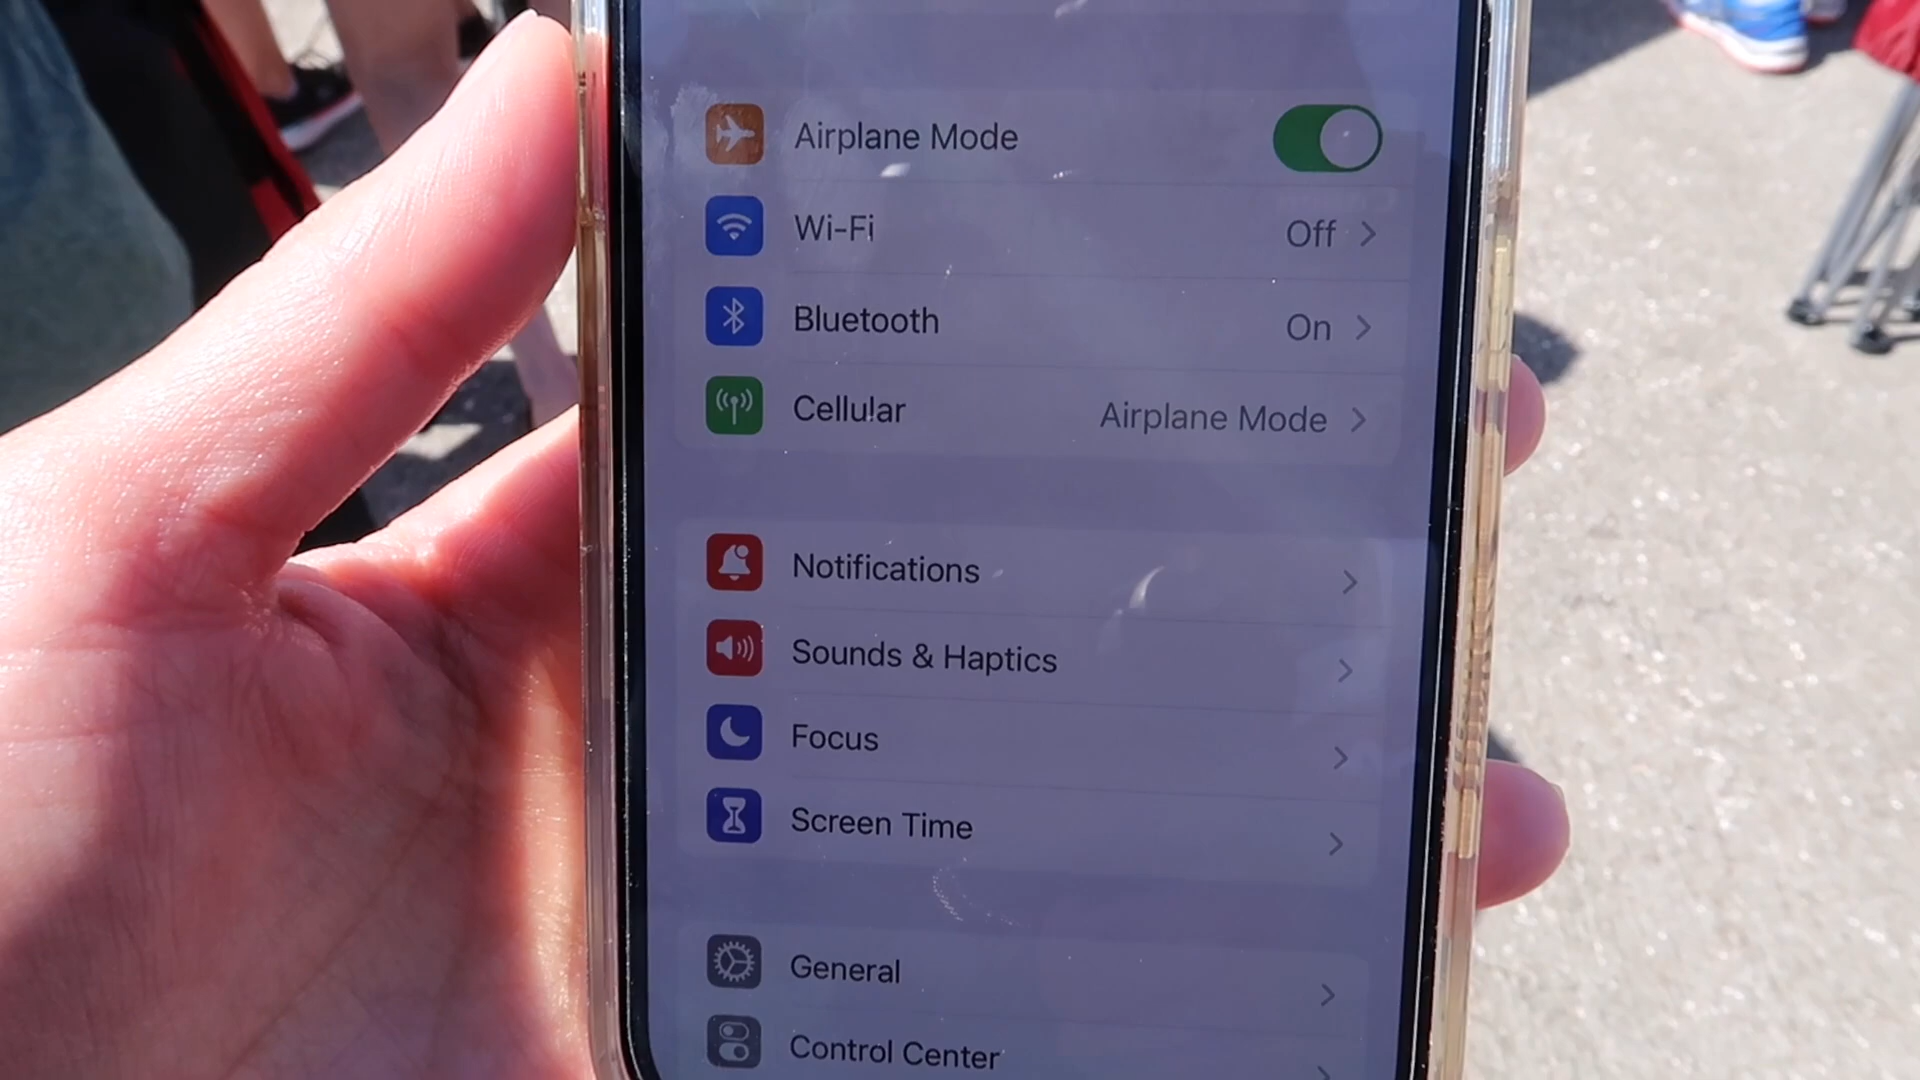 Airplane Mode
Wi-Fi Off
Bluetooth On
Cellular Airplane Mode
Notifications
Sounds & Haptics
Focus
Screen Time
General
Control Center